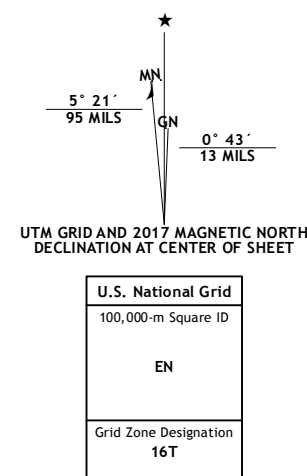 MN
GN
5° 21´
95 MILS
0° 43´
13 MILS
UTM GRID AND 2017 MAGNETIC NORTH
DECLINATION AT CENTER OF SHEET
U.S. National Grid
100,000-m Square ID
EN
Grid Zone Designation
16T